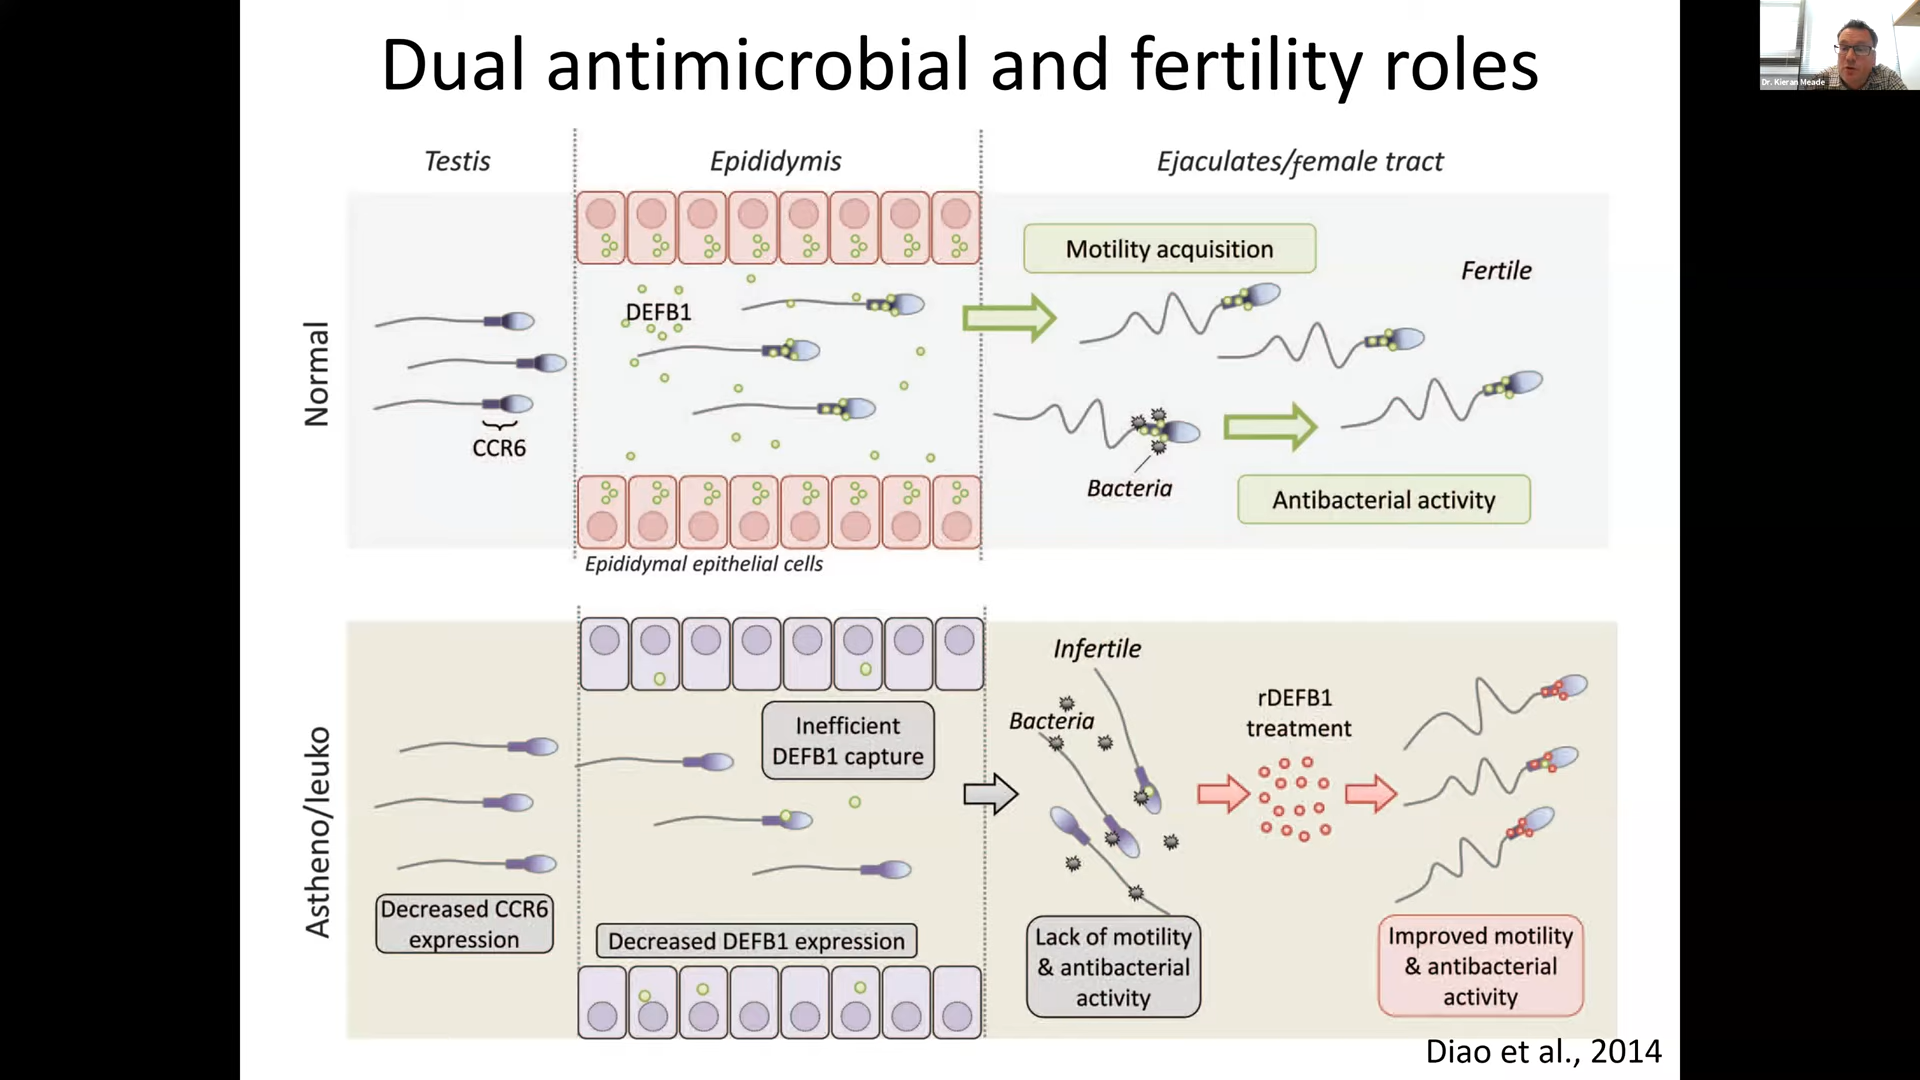 Dual antimicrobial and fertility roles
Dr. Kieran Meade
Testis
Epididymis
Ejaculates/female tract
Normal
DEFB1
CCR6
Motility acquisition
Fertile
Bacteria
Antibacterial activity
Epididymal epithelial cells
Astheno/leuko
Decreased CCR6
expression
Inefficient
DEFB1 capture
Decreased DEFB1 expression
Infertile
Bacteria
Lack of motility
& antibacterial
activity
rDEFB1
treatment
Improved motility
& antibacterial
activity
Diao et al., 2014